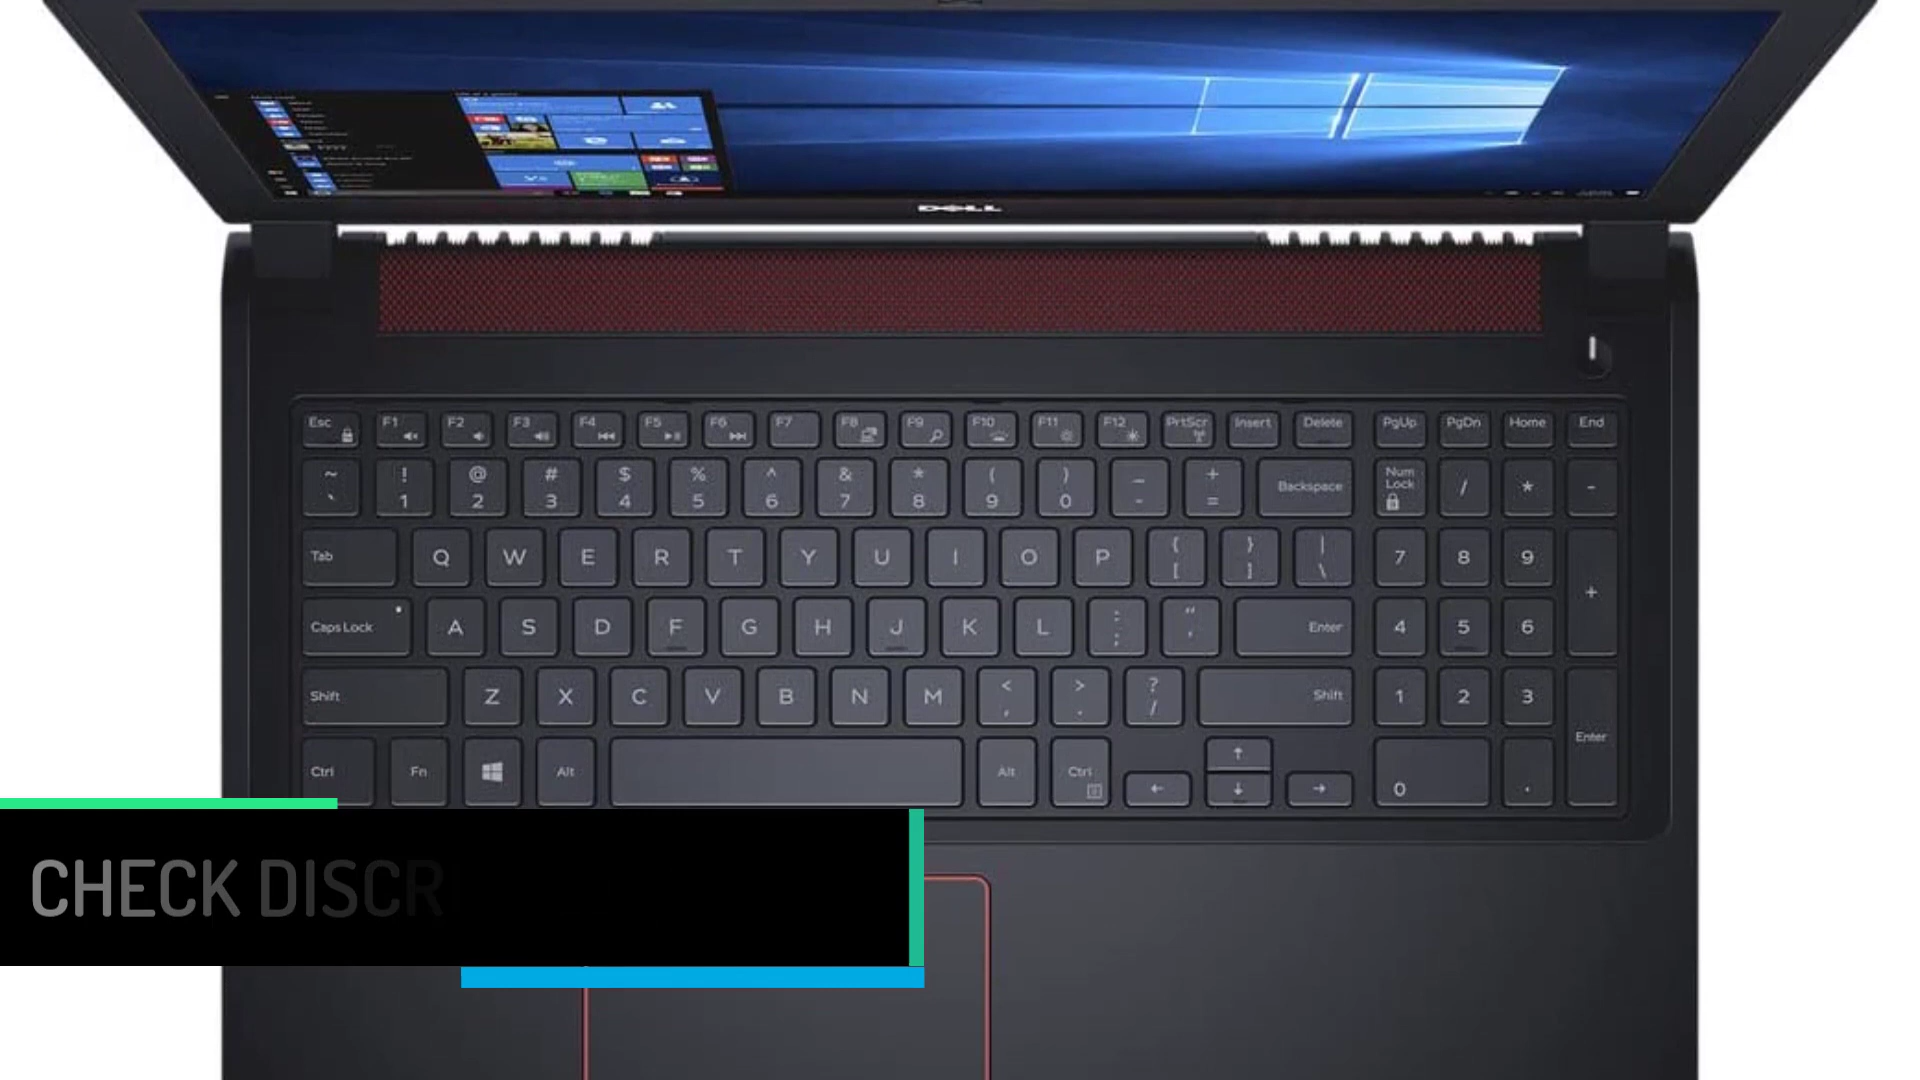 DELL
Esc F1 F2 F3 F4 F5 F6 F7 F8 F9 F10 F11 F12 PrtScr Insert Delete PgUp PgDn Home End
~ ! @ # $ % ^ & * ( ) _ + Backspace Num Lock / * -
` 1 2 3 4 5 6 7 8 9 0 - =
Tab Q W E R T Y U I O P { [ } ] | \ 7 8 9 +
Caps Lock A S D F G H J K L : ; " ' Enter 4 5 6
Shift Z X C V B N M < , > . ? / Shift 1 2 3 Enter
Ctrl Fn Alt Alt Ctrl ← ↑ ↓ → 0 .
CHECK DISCR